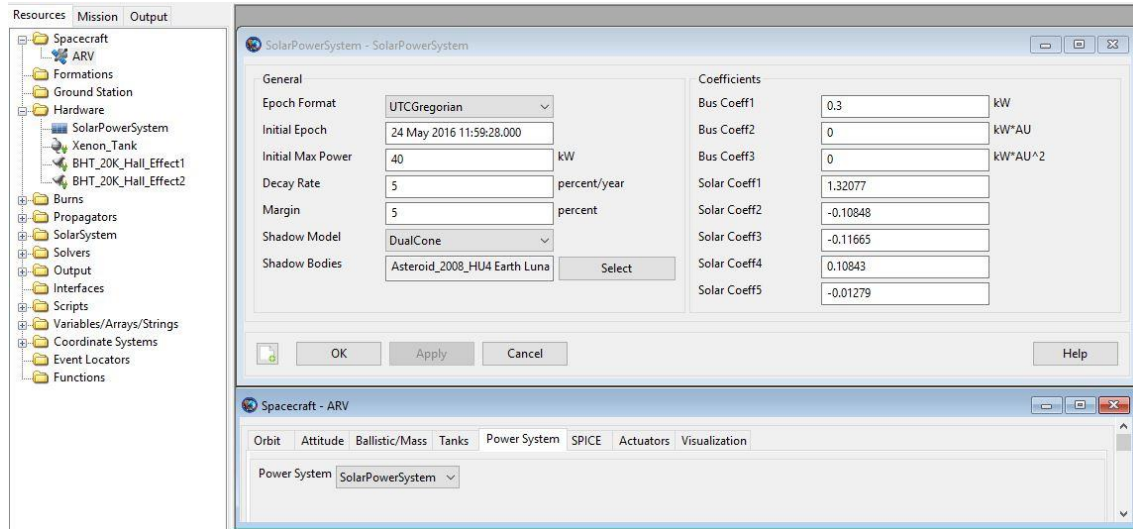 Resources Mission Output
Spacecraft
ARV
Formations
Ground Station
Hardware
SolarPowerSystem
Xenon_Tank
BHT_20K_Hall_Effect1
BHT_20K_Hall_Effect2
Burns
Propagators
SolarSystem
Solvers
Output
Interfaces
Scripts
Variables/Arrays/Strings
Coordinate Systems
Event Locators
Functions
SolarPowerSystem - SolarPowerSystem
General
Epoch Format UTCGregorian
Initial Epoch 24 May 2016 11:59:28.000
Initial Max Power 40 kW
Decay Rate 5 percent/year
Margin 5 percent
Shadow Model DualCone
Shadow Bodies Asteroid_2008_HU4 Earth Luna Select
Coefficients
Bus Coeff1 0.3 kW
Bus Coeff2 0 kW*AU
Bus Coeff3 0 kW*AU^2
Solar Coeff1 1.32077
Solar Coeff2 -0.10848
Solar Coeff3 -0.11665
Solar Coeff4 0.10843
Solar Coeff5 -0.01279
OK Apply Cancel Help
Spacecraft - ARV
Orbit Attitude Ballistic/Mass Tanks Power System SPICE Actuators Visualization
Power System SolarPowerSystem